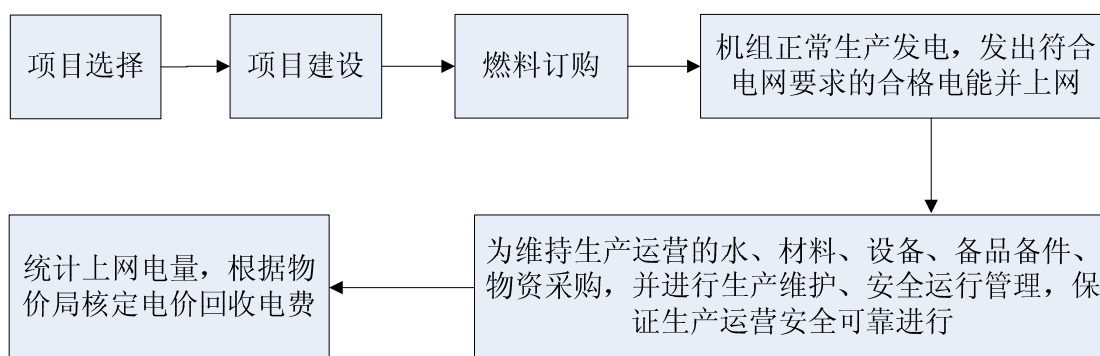 项目选择
项目建设
燃料订购
机组正常生产发电，发出符合
电网要求的合格电能并上网
为维持生产运营的水、材料、设备、备品备件、
物资采购，并进行生产维护、安全运行管理，保
证生产运营安全可靠进行
统计上网电量，根据物
价局核定电价回收电费